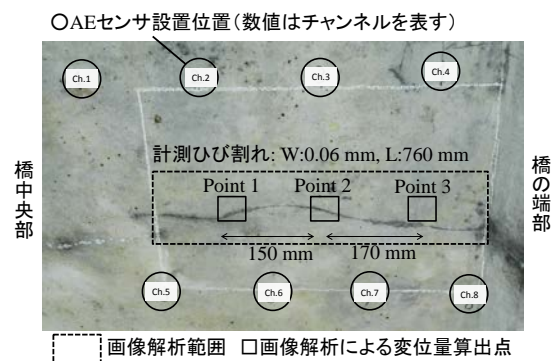 ○AEセンサ設置位置(数値はチャンネルを表す)
Ch.1
Ch.2
Ch.3
Ch.4
計測ひび割れ: W:0.06 mm, L:760 mm
橋中央部
橋の端部
Point 1
Point 2
Point 3
150 mm
170 mm
Ch.5
Ch.6
Ch.7
Ch.8
画像解析範囲 □画像解析による変位量算出点